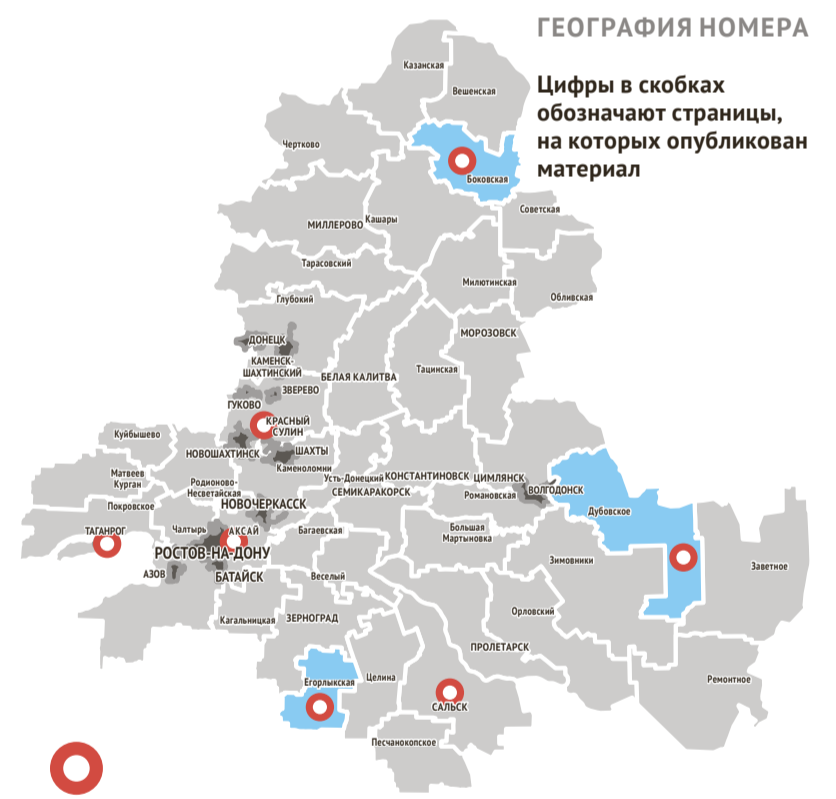 ГЕОГРАФИЯ НОМЕРА
Цифры в скобках
обозначают страницы,
на которых опубликован
материал
Казанская
Вешенская
Чертково
Боковская
Советская
МИЛЛЕРОВО
Кашары
Тарасовский
Милютинская
Обливская
Глубокий
МОРОЗОВСК
ДОНЕЦК
КАМЕНСК-
ШАХТИНСКИЙ
БЕЛАЯ КАЛИТВА
Тацинская
ЗВЕРЕВО
ГУКОВО
КРАСНЫЙ
СУЛИН
Куйбышево
НОВОШАХТИНСК
ШАХТЫ
Каменоломни
Матвеев
Курган
Родионово-
Несветайская
Усть-Донецкий
КОНСТАНТИНОВСК
ЦИМЛЯНСК
СЕМИКАРАКОРСК
Романовская
ВОЛГОДОНСК
Покровское
НОВОЧЕРКАССК
Дубовское
ТАГАНРОГ
Чалтырь
АКСАЙ
Багаевская
Большая
Мартыновка
РОСТОВ-НА-ДОНУ
Зимовники
Заветное
АЗОВ
БАТАЙСК
Веселый
Кагальницкая
ЗЕРНОГРАД
Орловский
ПРОЛЕТАРСК
Егорлыкская
Целина
Ремонтное
САЛЬСК
Песчанокопское